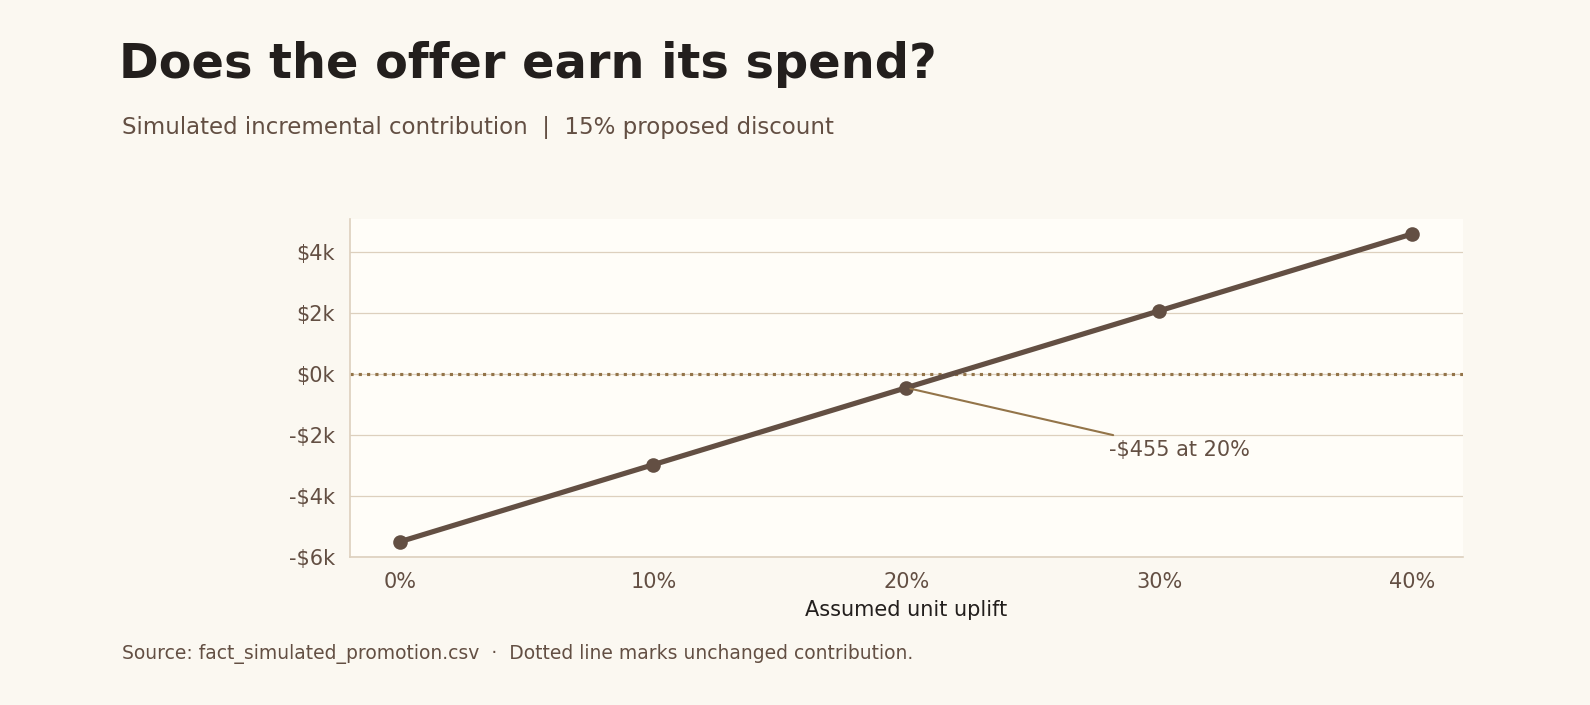 Does the offer earn its spend?
Simulated incremental contribution | 15% proposed discount
$4k
$2k
$0k
-$2k
-$4k
-$6k
-$455 at 20%
0% 10% 20% 30% 40%
Assumed unit uplift
Source: fact_simulated_promotion.csv · Dotted line marks unchanged contribution.